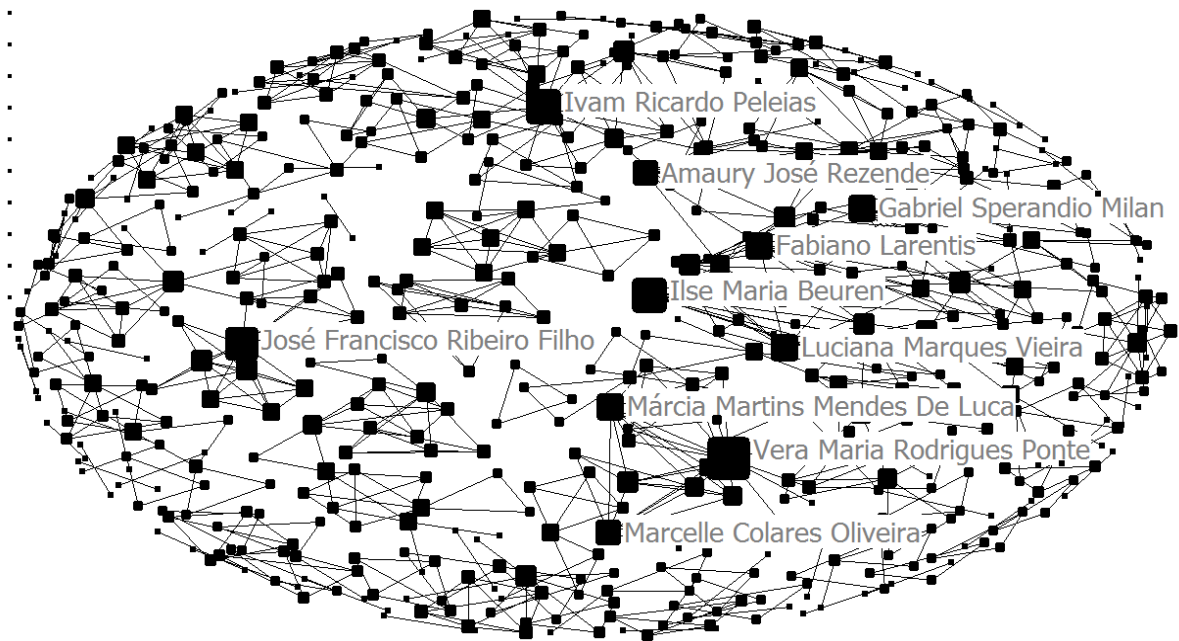 Ivam Ricardo Peleias
Amaury José Rezende
Gabriel Sperandio Milan
Fabiano Larentis
Ilse Maria Beuren
José Francisco Ribeiro Filho
Luciana Marques Vieira
Márcia Martins Mendes De Luca
Vera Maria Rodrigues Ponte
Marcelle Colares Oliveira